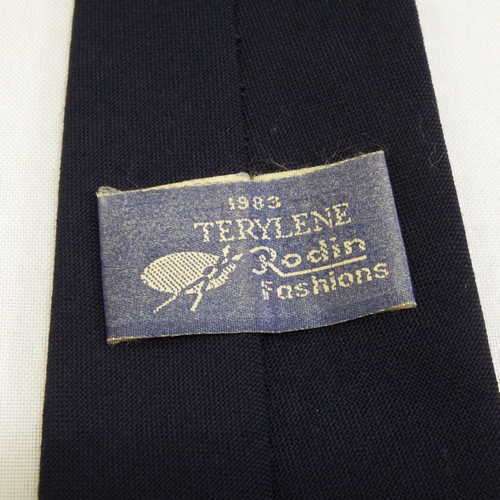 1983
TERYLENE
Rodin
Fashions